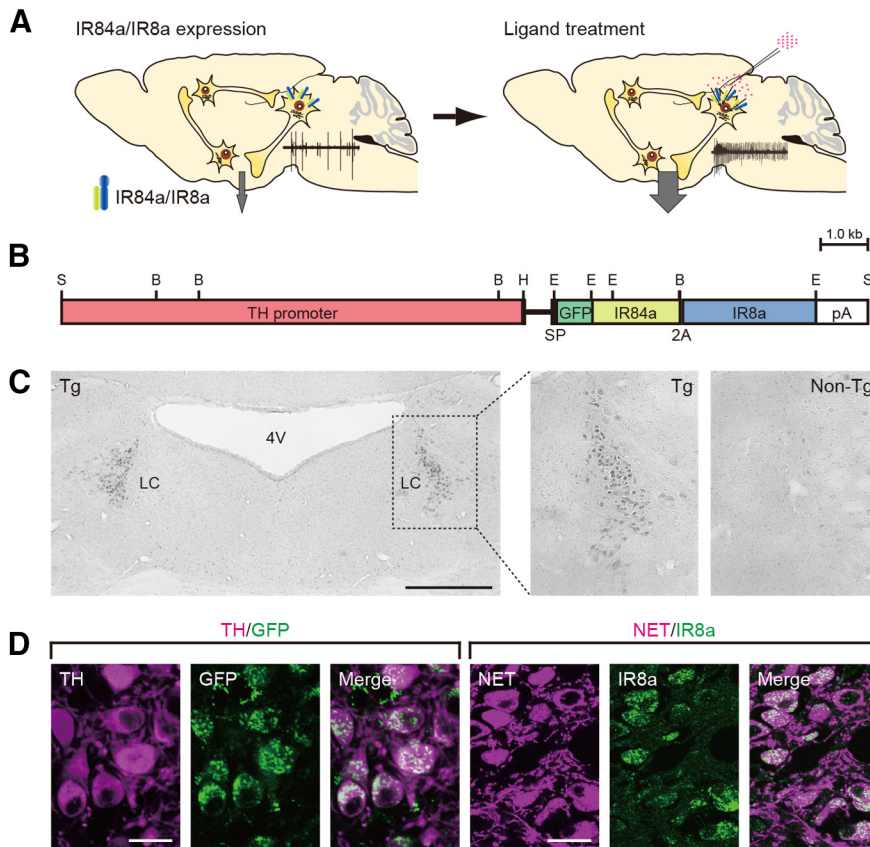 A
IR84a/IR8a expression
Ligand treatment
IR84a/IR8a
B
1.0 kb
S B B B H E E E B E S
TH promoter GFP IR84a IR8a pA
SP 2A
C
Tg Tg Non-Tg
4V
LC LC
D
TH/GFP NET/IR8a
TH GFP Merge NET IR8a Merge